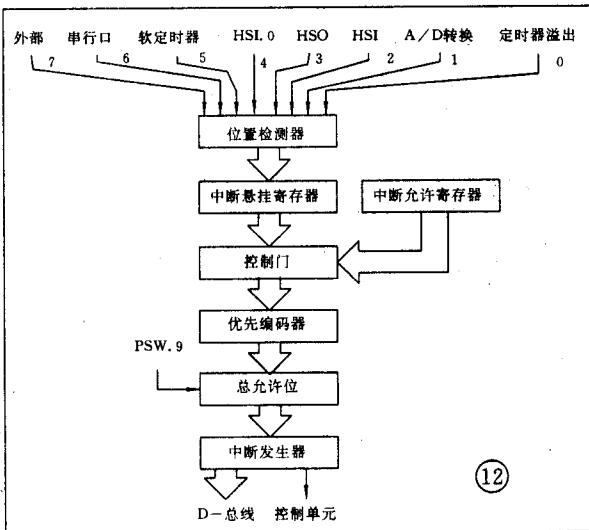 外部 串行口 软定时器 HSI.0 HSO HSI A/D转换 定时器溢出
7 6 5 4 3 2 1 0
位置检测器
中断悬挂寄存器 中断允许寄存器
控制门
优先编码器
PSW.9
总允许位
中断发生器
⑫
D-总线 控制单元